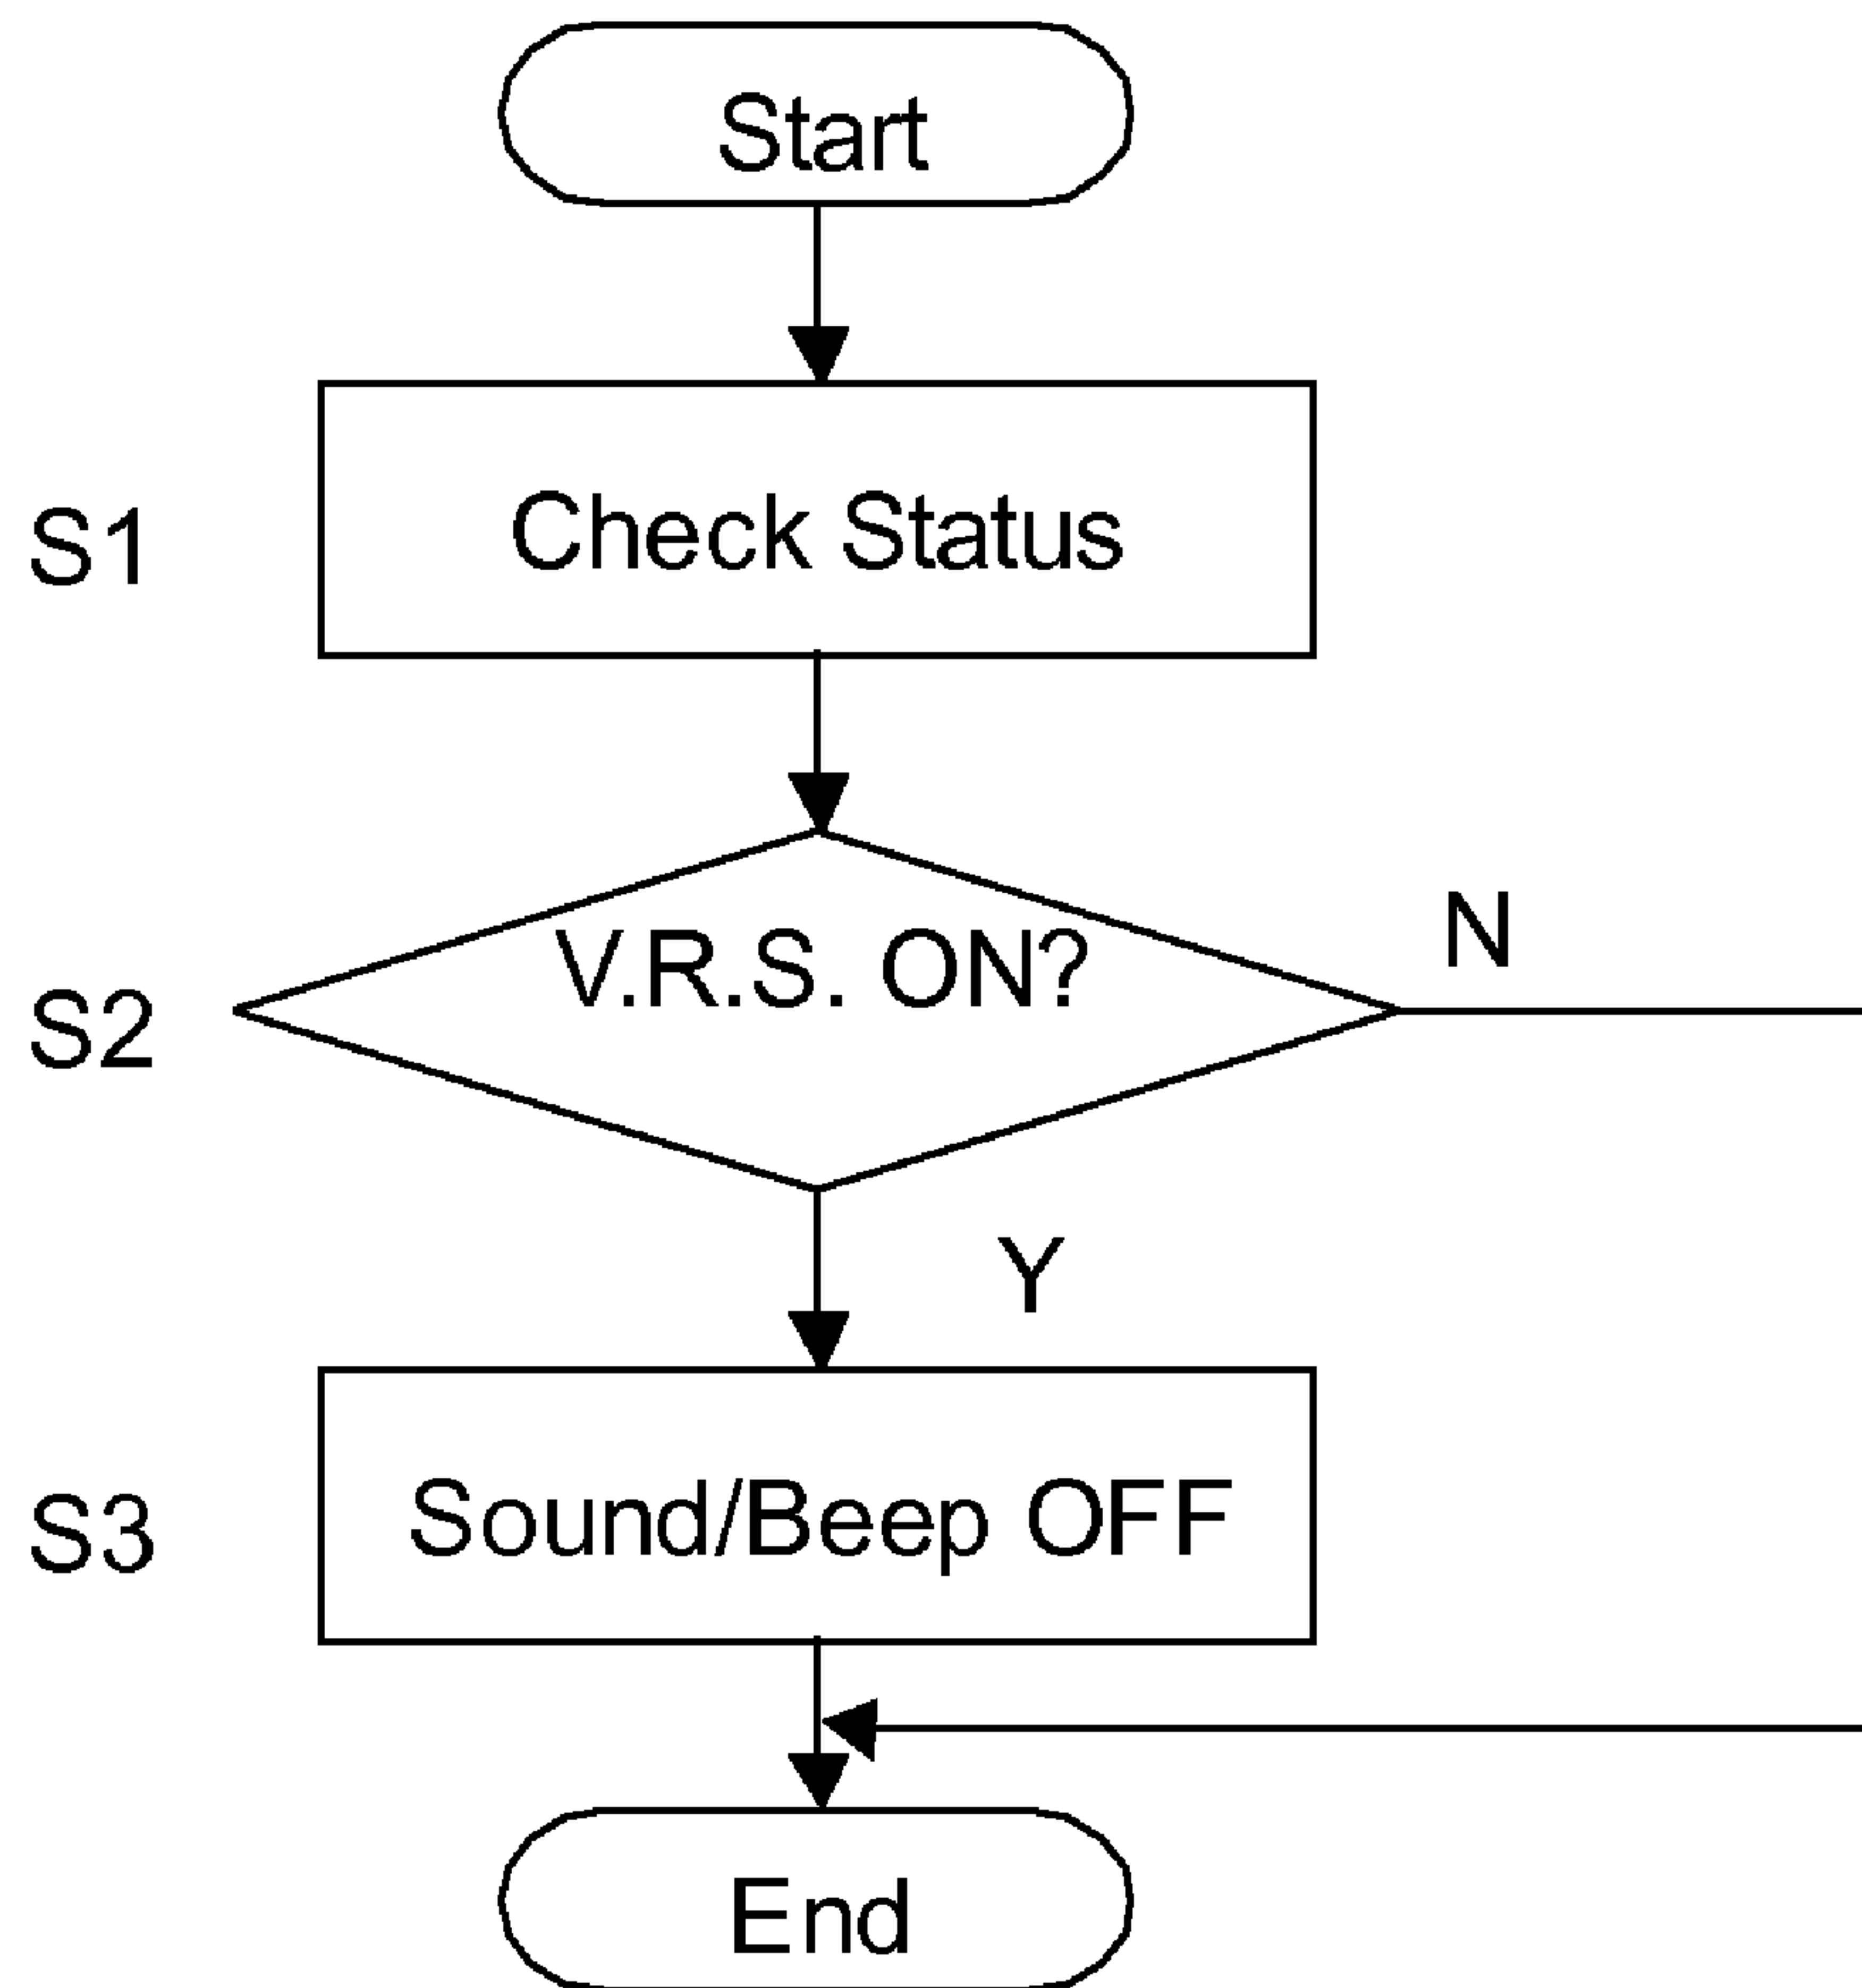 Start
S1
Check Status
S2
V.R.S. ON?
N
Y
S3
Sound/Beep OFF
End